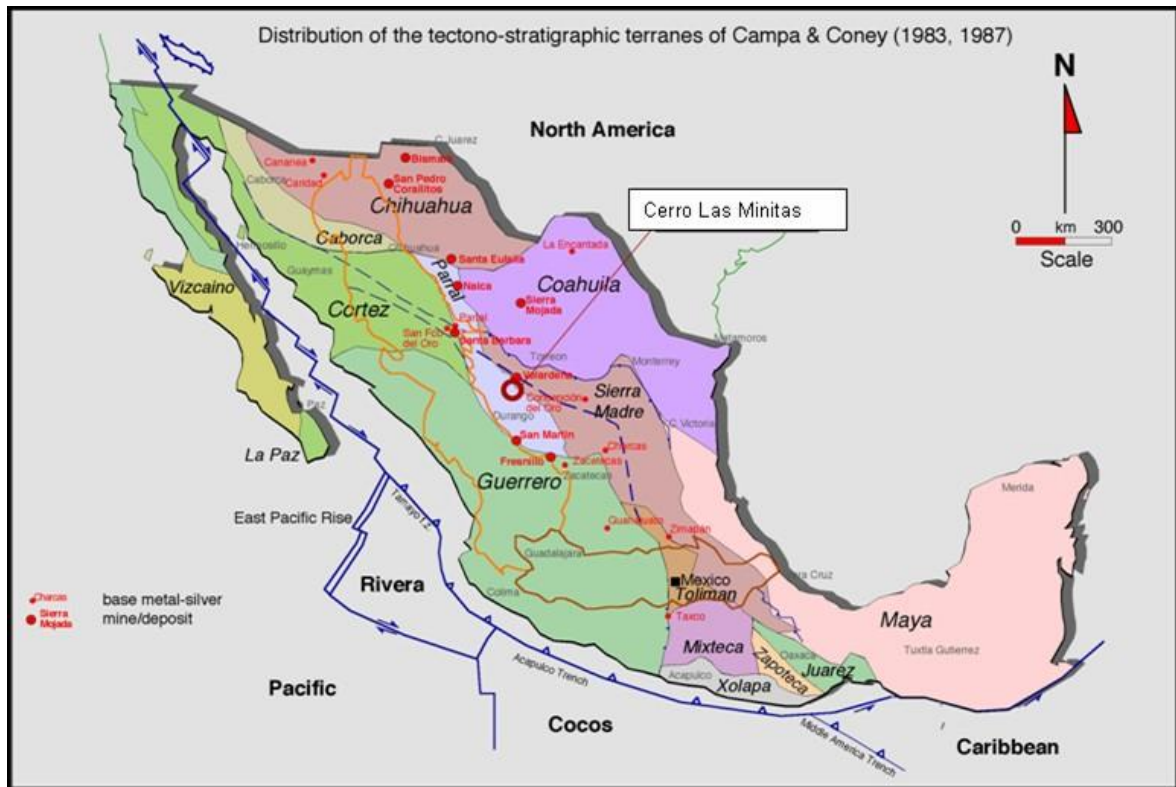 Distribution of the tectono-stratigraphic terranes of Campa & Coney (1983, 1987)
N
North America
C Juarez
Bismark
Cananea
Caridad
San Pedro
Corralitos
Caborca
Chihuahua
Cerro Las Minitas
0 km 300
Scale
Caborca
Chihuahua
Hermosillo
Santa Eulalia
La Encantada
Guaymas
Parral
Naica
Coahuila
Vizcaino
Cortez
Sierra
Mojada
Parral
San Fco
del Oro
Santa Barbara
Matamoros
Torreon
Monterrey
Velardena
Concepcion
del Oro
Sierra
Madre
Paz
Durango
C Victoria
La Paz
San Martin
Charcas
Fresnillo
Zacatecas
Zacatecas
Guerrero
Merida
East Pacific Rise
Tamayo f.z.
Guanajuato
Zimapan
Guadalajara
Vera Cruz
Rivera
Colima
Mexico
Toliman
Charcas
base metal-silver
Sierra
Mojada
mine/deposit
Taxco
Maya
Mixteca
Zapoteca
Oaxaca
Juarez
Tuxtla Gutierrez
Acapulco
Xolapa
Acapulco Trench
Pacific
Cocos
Middle America Trench
Caribbean